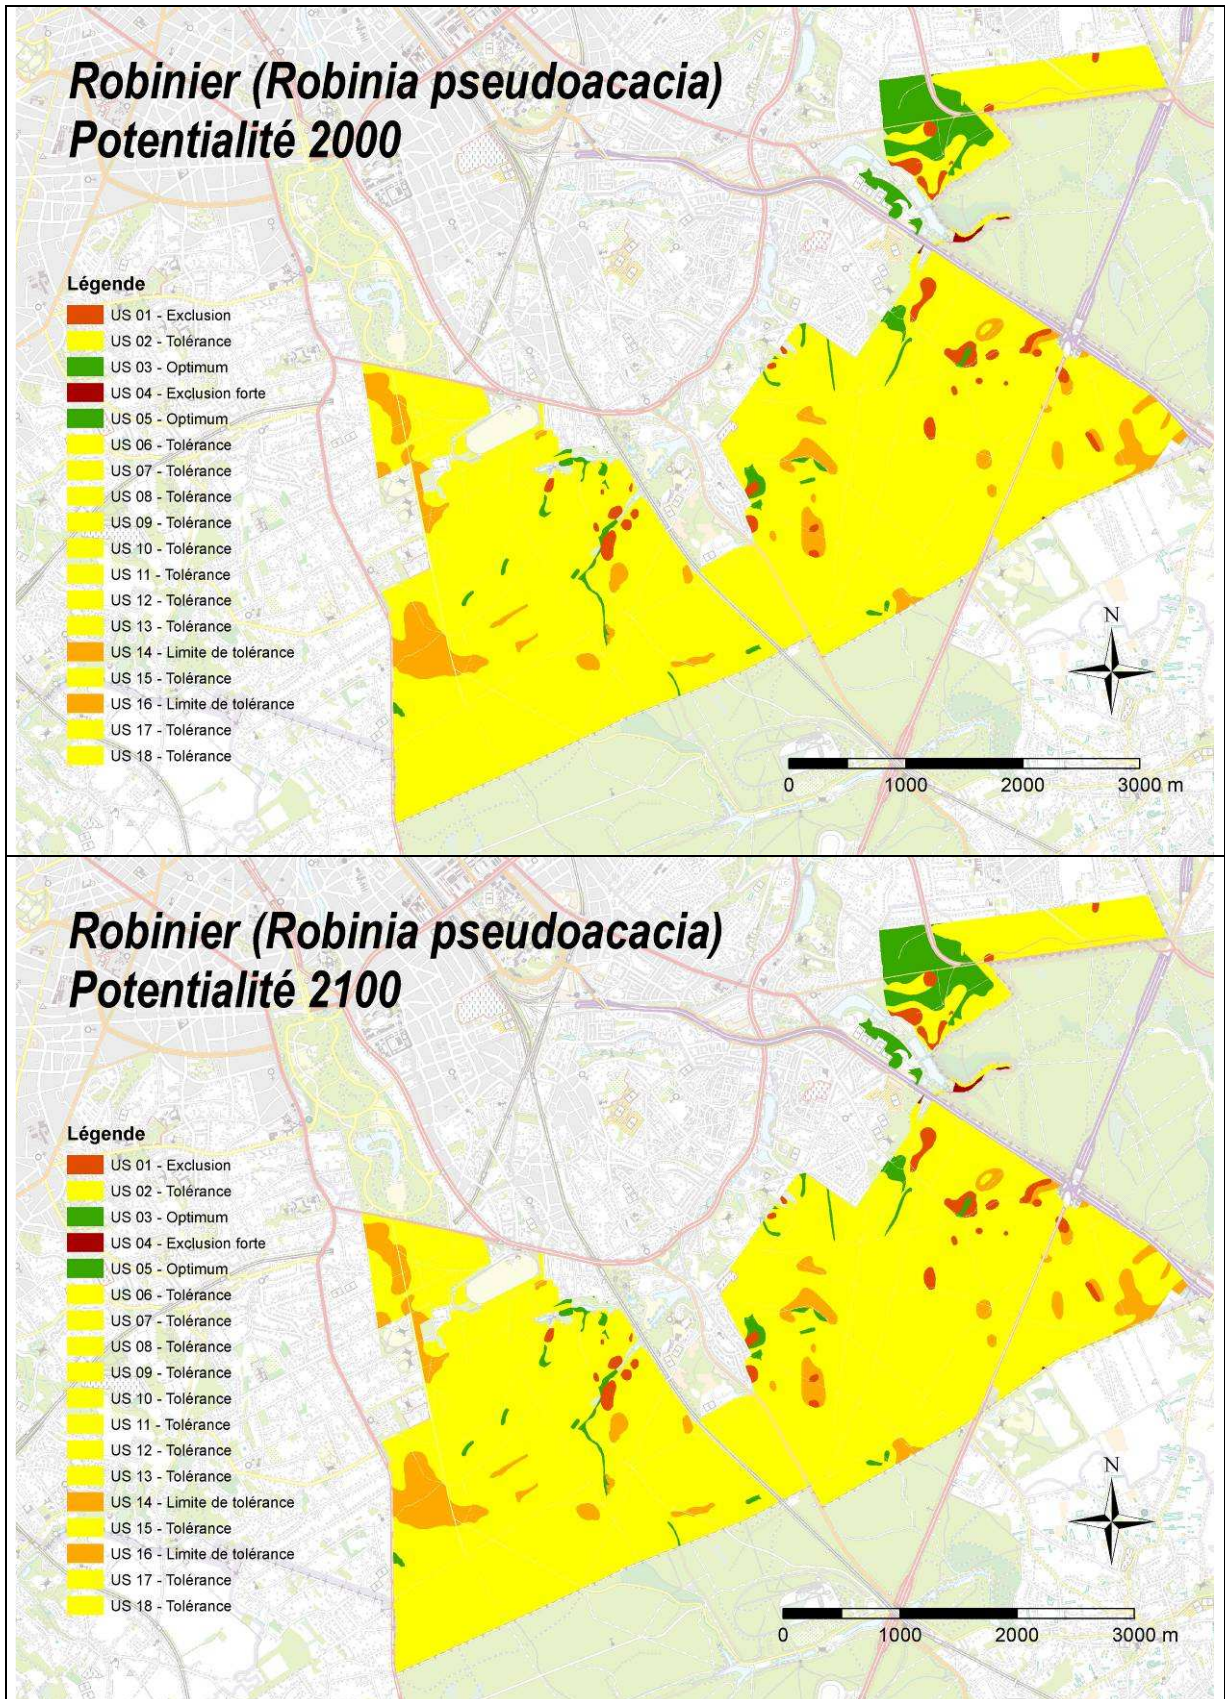 Robinier (Robinia pseudoacacia)
Potentialité 2000
Légende
US 01 - Exclusion
US 02 - Tolérance
US 03 - Optimum
US 04 - Exclusion forte
US 05 - Optimum
US 06 - Tolérance
US 07 - Tolérance
US 08 - Tolérance
US 09 - Tolérance
US 10 - Tolérance
US 11 - Tolérance
US 12 - Tolérance
US 13 - Tolérance
US 14 - Limite de tolérance
US 15 - Tolérance
US 16 - Limite de tolérance
US 17 - Tolérance
US 18 - Tolérance
N
0 1000 2000 3000 m
Robinier (Robinia pseudoacacia)
Potentialité 2100
Légende
US 01 - Exclusion
US 02 - Tolérance
US 03 - Optimum
US 04 - Exclusion forte
US 05 - Optimum
US 06 - Tolérance
US 07 - Tolérance
US 08 - Tolérance
US 09 - Tolérance
US 10 - Tolérance
US 11 - Tolérance
US 12 - Tolérance
US 13 - Tolérance
US 14 - Limite de tolérance
US 15 - Tolérance
US 16 - Limite de tolérance
US 17 - Tolérance
US 18 - Tolérance
N
0 1000 2000 3000 m